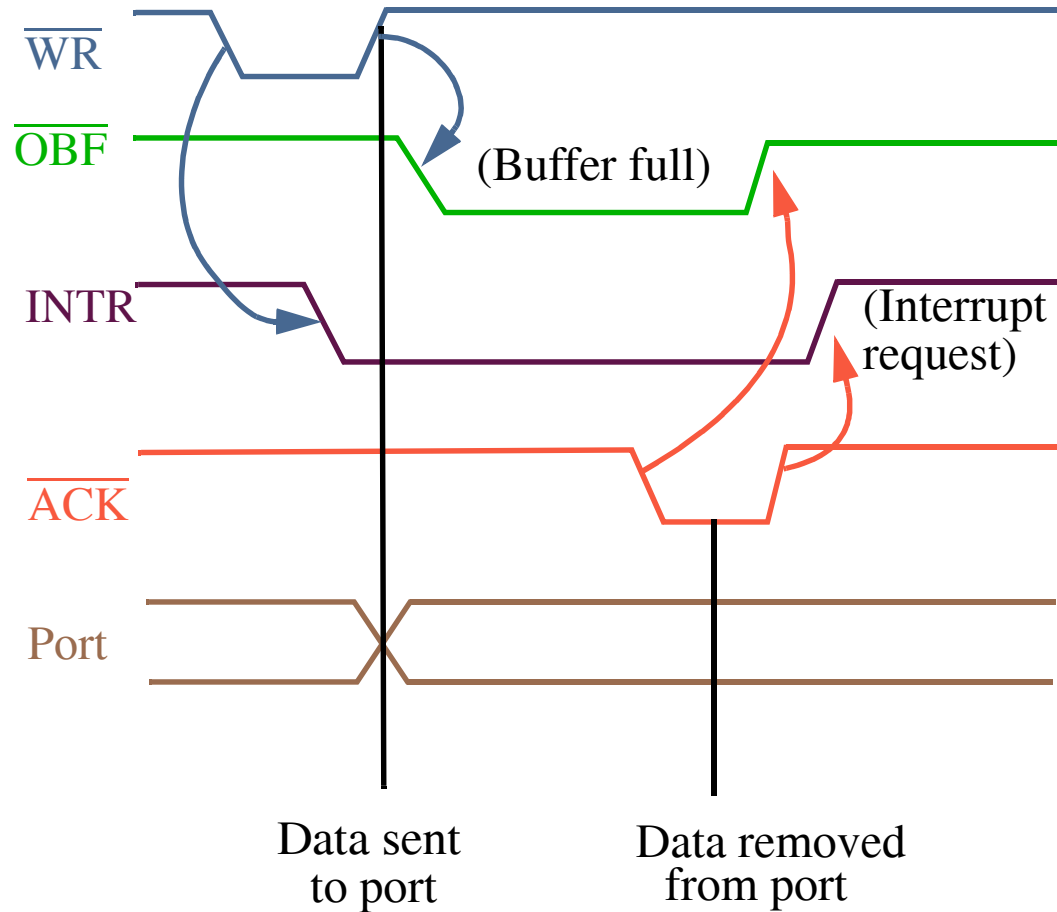 WR
OBF
(Buffer full)
INTR
(Interrupt
request)
ACK
Port
Data sent
to port
Data removed
from port